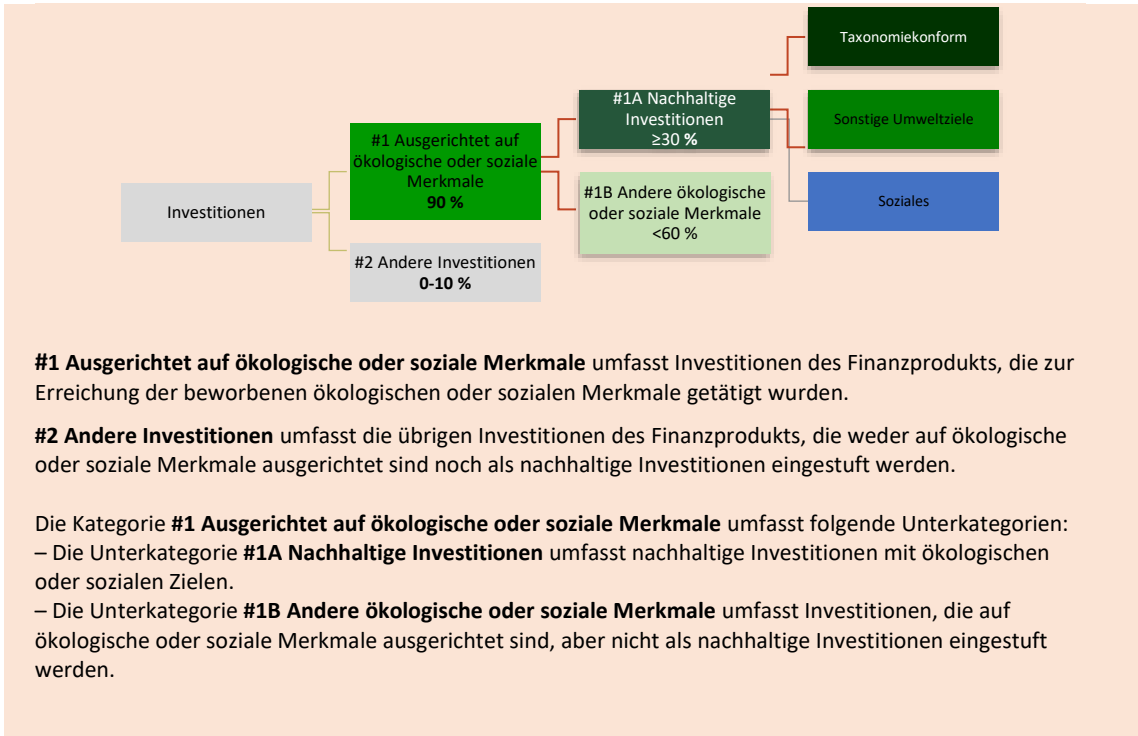 Taxonomiekonform
#1A Nachhaltige
Investitionen
≥30 %
Sonstige Umweltziele
#1 Ausgerichtet auf
ökologische oder soziale
Merkmale
90 %
#1B Andere ökologische
oder soziale Merkmale
<60 %
Soziales
Investitionen
#2 Andere Investitionen
0-10 %
#1 Ausgerichtet auf ökologische oder soziale Merkmale umfasst Investitionen des Finanzprodukts, die zur
Erreichung der beworbenen ökologischen oder sozialen Merkmale getätigt wurden.
#2 Andere Investitionen umfasst die übrigen Investitionen des Finanzprodukts, die weder auf ökologische
oder soziale Merkmale ausgerichtet sind noch als nachhaltige Investitionen eingestuft werden.
Die Kategorie #1 Ausgerichtet auf ökologische oder soziale Merkmale umfasst folgende Unterkategorien:
– Die Unterkategorie #1A Nachhaltige Investitionen umfasst nachhaltige Investitionen mit ökologischen
oder sozialen Zielen.
– Die Unterkategorie #1B Andere ökologische oder soziale Merkmale umfasst Investitionen, die auf
ökologische oder soziale Merkmale ausgerichtet sind, aber nicht als nachhaltige Investitionen eingestuft
werden.